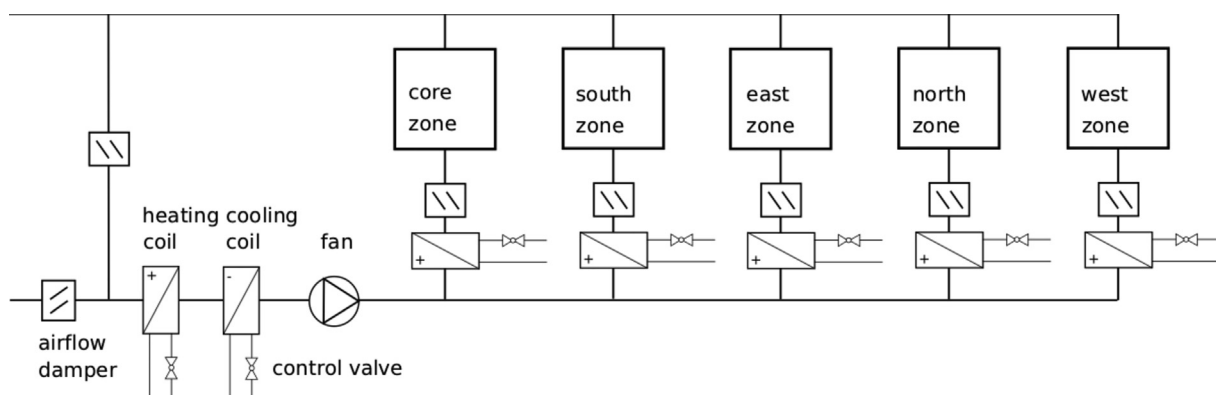 core
zone
south
zone
east
zone
north
zone
west
zone
heating cooling
coil coil
fan
+
-
+
+
+
+
+
airflow
damper
control valve